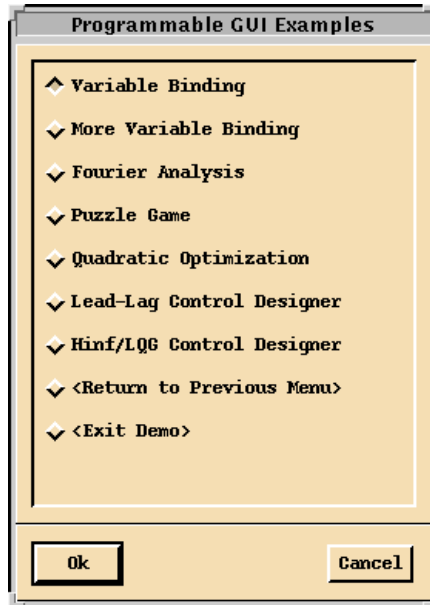 Programmable GUI Examples
Variable Binding
More Variable Binding
Fourier Analysis
Puzzle Game
Quadratic Optimization
Lead-Lag Control Designer
Hinf/LQG Control Designer
<Return to Previous Menu>
<Exit Demo>
Ok
Cancel